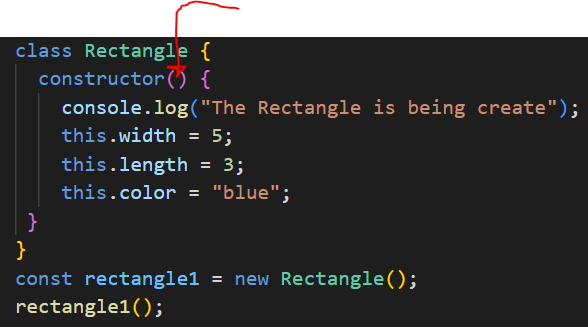 class Rectangle {
constructor() {
console.log("The Rectangle is being create");
this.width = 5;
this.length = 3;
this.color = "blue";
}
}
const rectangle1 = new Rectangle();
rectangle1();